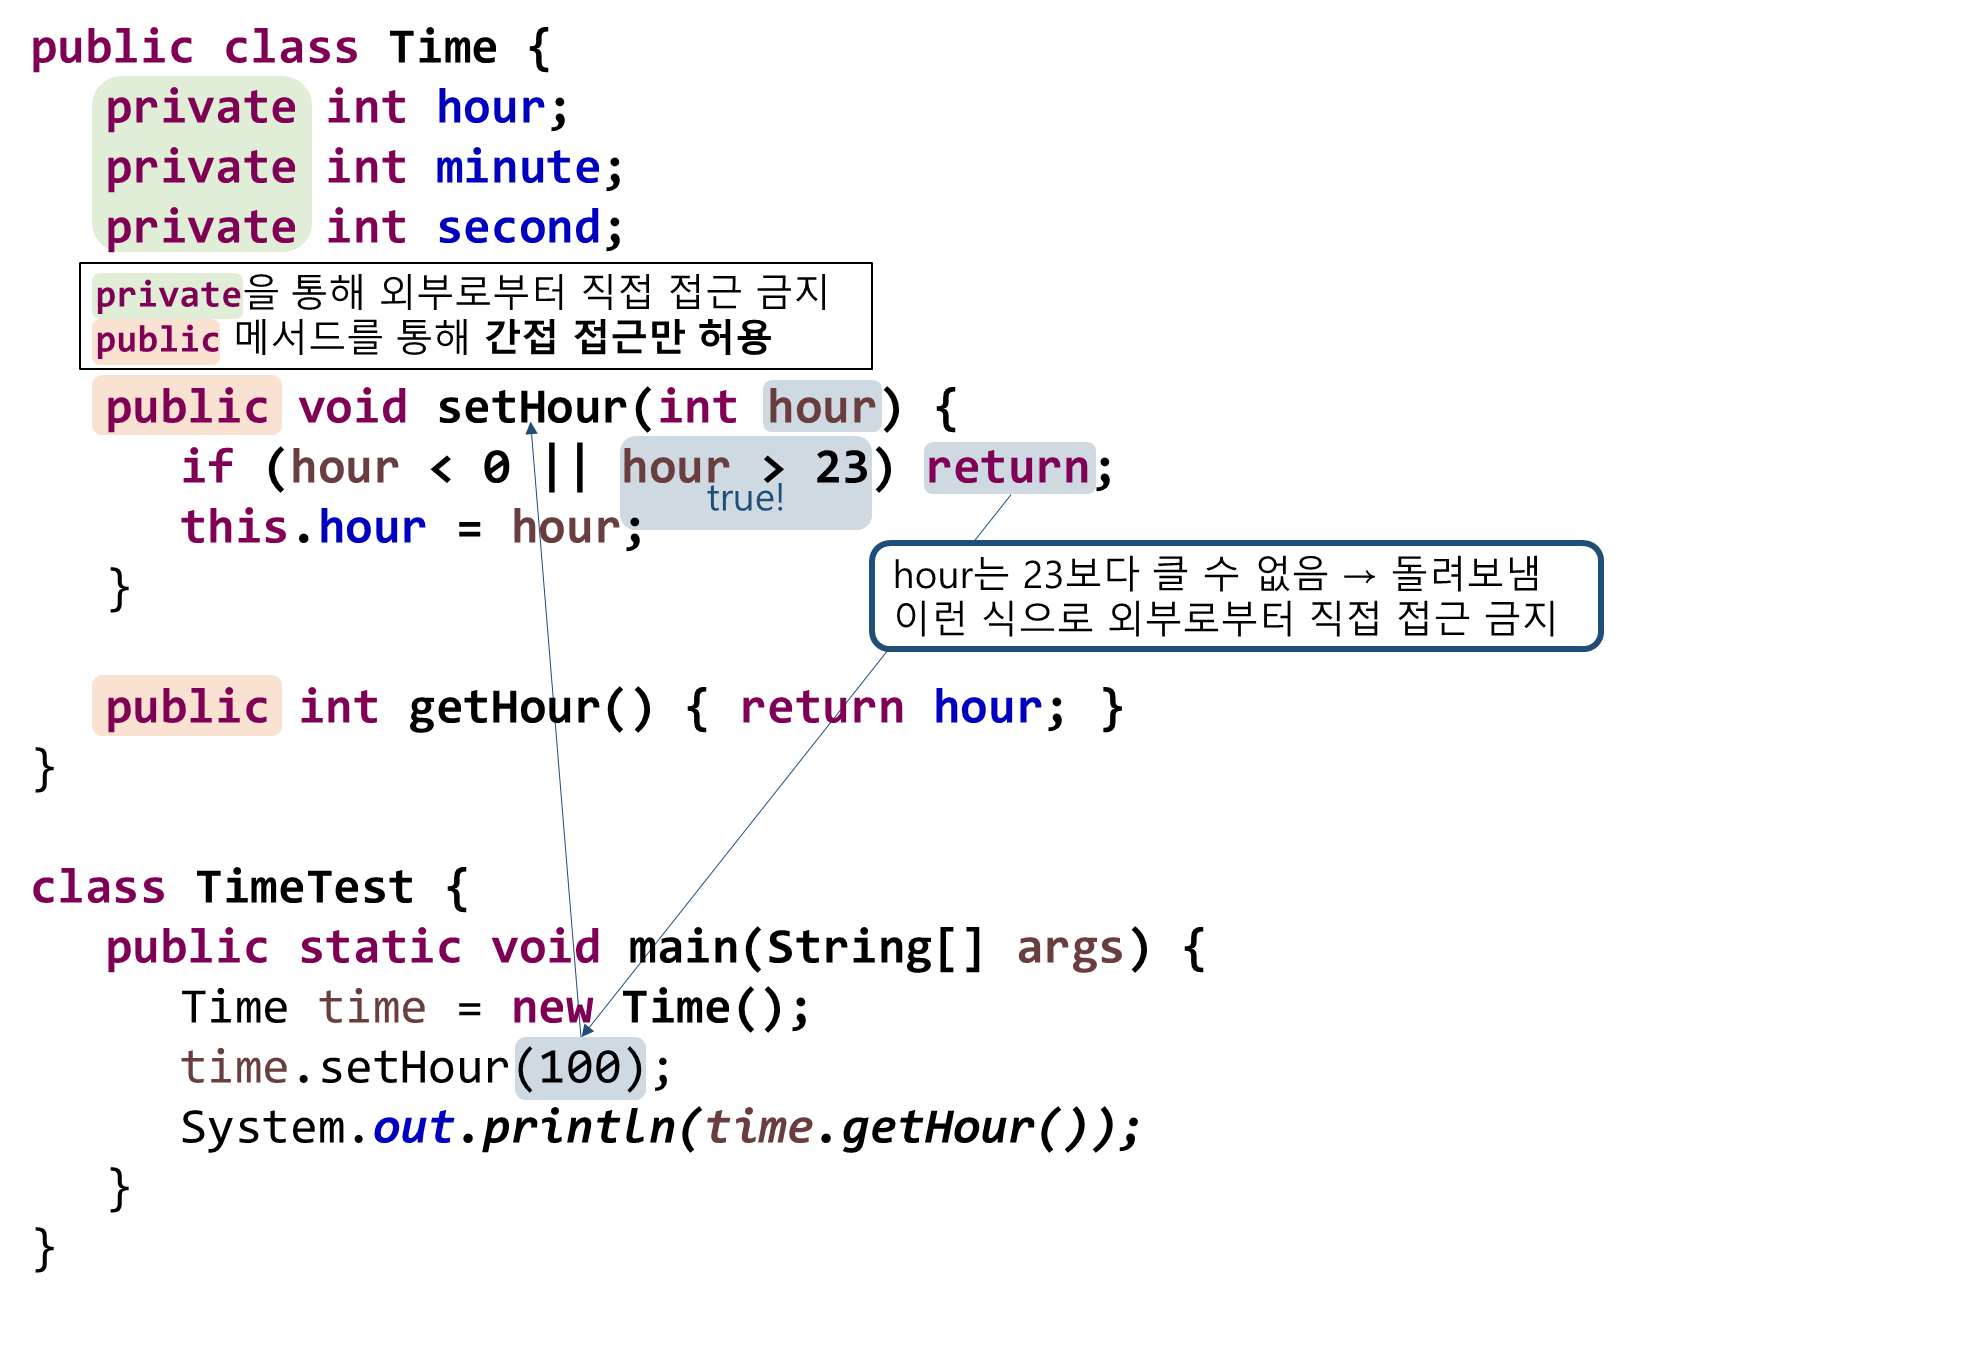 public class Time {
private int hour;
private int minute;
private int second;
private을 통해 외부로부터 직접 접근 금지
public 메서드를 통해 간접 접근만 허용
public void setHour(int hour) {
if (hour < 0 || hour > 23) return;
true!
this.hour = hour;
hour는 23보다 클 수 없음 → 돌려보냄
이런 식으로 외부로부터 직접 접근 금지
}
public int getHour() { return hour; }
}
class TimeTest {
public static void main(String[] args) {
Time time = new Time();
time.setHour(100);
System.out.println(time.getHour());
}
}